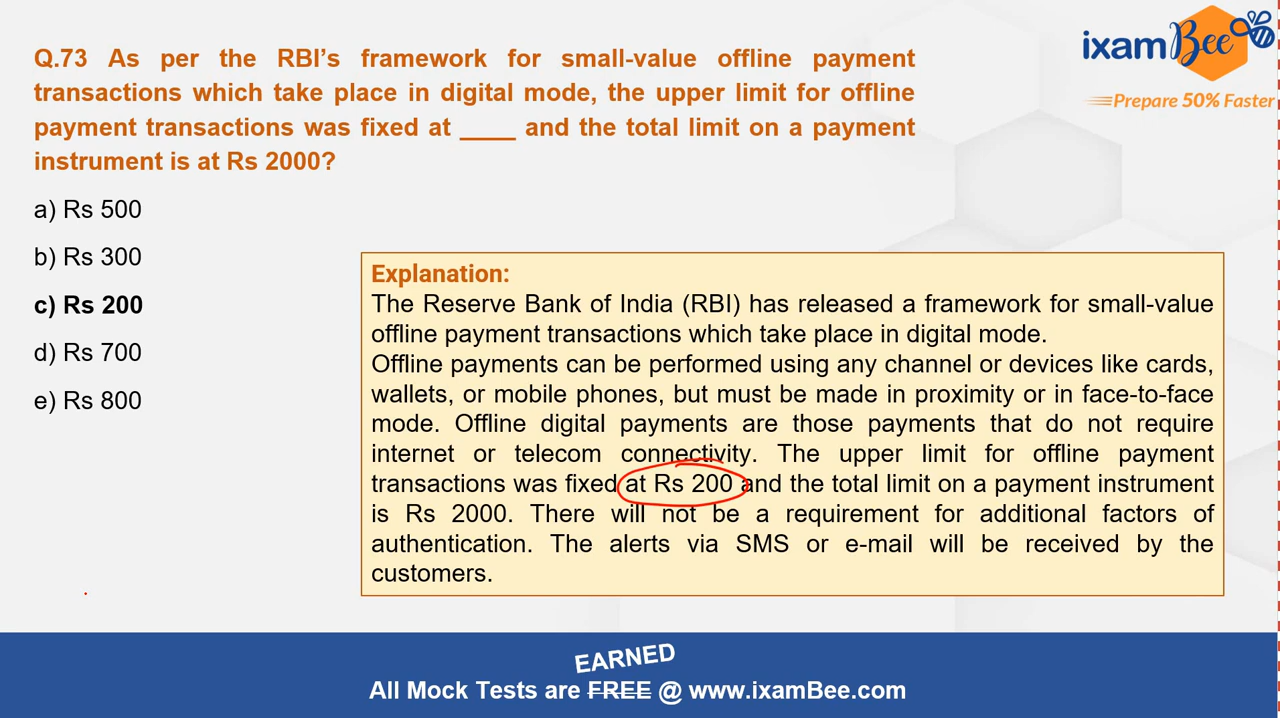 ixamBee
Prepare 50% Faster
Q.73 As per the RBI’s framework for small-value offline payment
transactions which take place in digital mode, the upper limit for offline
payment transactions was fixed at ____ and the total limit on a payment
instrument is at Rs 2000?
a) Rs 500
b) Rs 300
c) Rs 200
d) Rs 700
e) Rs 800
Explanation:
The Reserve Bank of India (RBI) has released a framework for small-value
offline payment transactions which take place in digital mode.
Offline payments can be performed using any channel or devices like cards,
wallets, or mobile phones, but must be made in proximity or in face-to-face
mode. Offline digital payments are those payments that do not require
internet or telecom connectivity. The upper limit for offline payment
transactions was fixed at Rs 200 and the total limit on a payment instrument
is Rs 2000. There will not be a requirement for additional factors of
authentication. The alerts via SMS or e-mail will be received by the
customers.
EARNED
All Mock Tests are FREE @ www.ixamBee.com